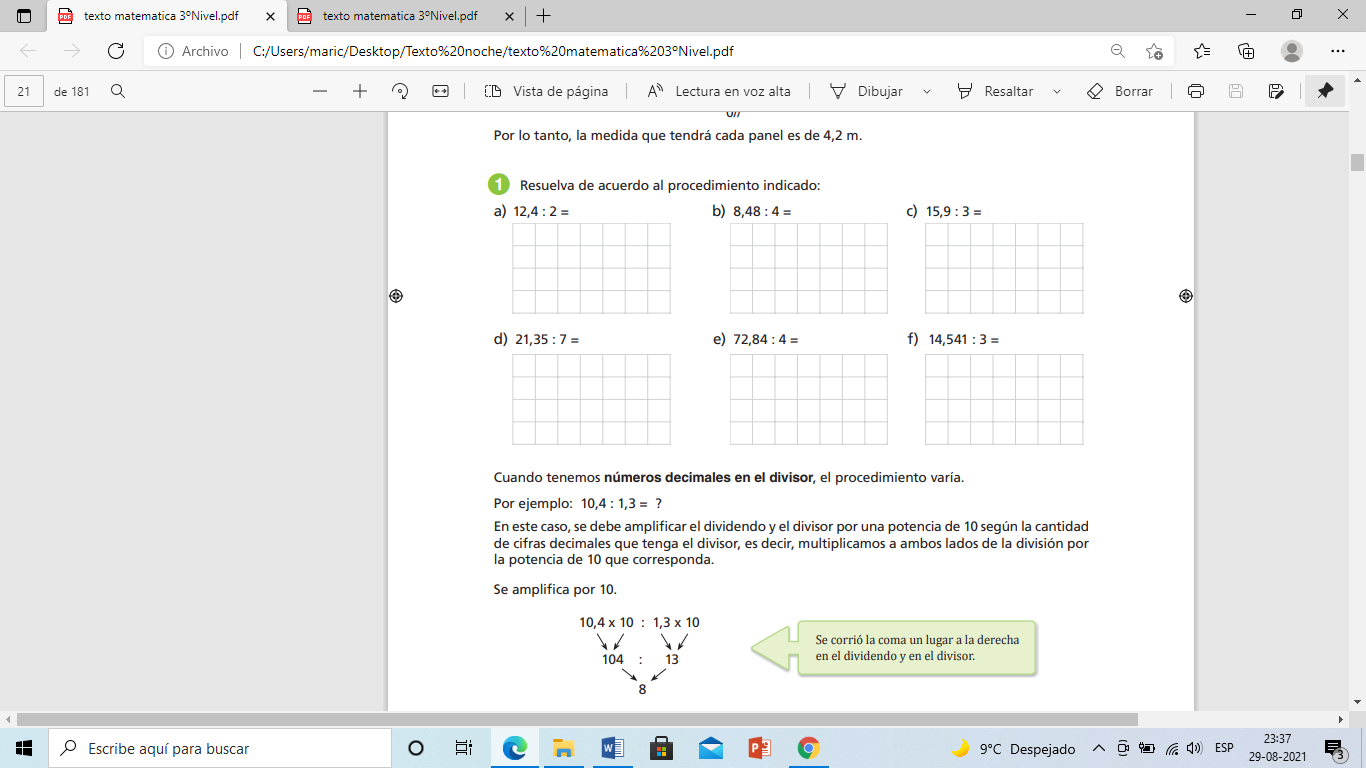 texto matematica 3ºNivel.pdf
texto matematica 3ºNivel.pdf
Archivo
C:/Users/maric/Desktop/Texto%20noche/texto%20matematica%203ºNivel.pdf
21 de 181
Vista de página
Lectura en voz alta
Dibujar
Resaltar
Borrar
Por lo tanto, la medida que tendrá cada panel es de 4,2 m.
1 Resuelva de acuerdo al procedimiento indicado:
a) 12,4 : 2 = b) 8,48 : 4 = c) 15,9 : 3 =
d) 21,35 : 7 = e) 72,84 : 4 = f) 14,541 : 3 =
Cuando tenemos números decimales en el divisor, el procedimiento varía.
Por ejemplo: 10,4 : 1,3 = ?
En este caso, se debe amplificar el dividendo y el divisor por una potencia de 10 según la cantidad
de cifras decimales que tenga el divisor, es decir, multiplicamos a ambos lados de la división por
la potencia de 10 que corresponda.
Se amplifica por 10.
10,4 x 10 : 1,3 x 10
104 : 13
8
Se corrió la coma un lugar a la derecha
en el dividendo y en el divisor.
Escribe aquí para buscar
9°C Despejado
ESP
23:37
29-08-2021
3